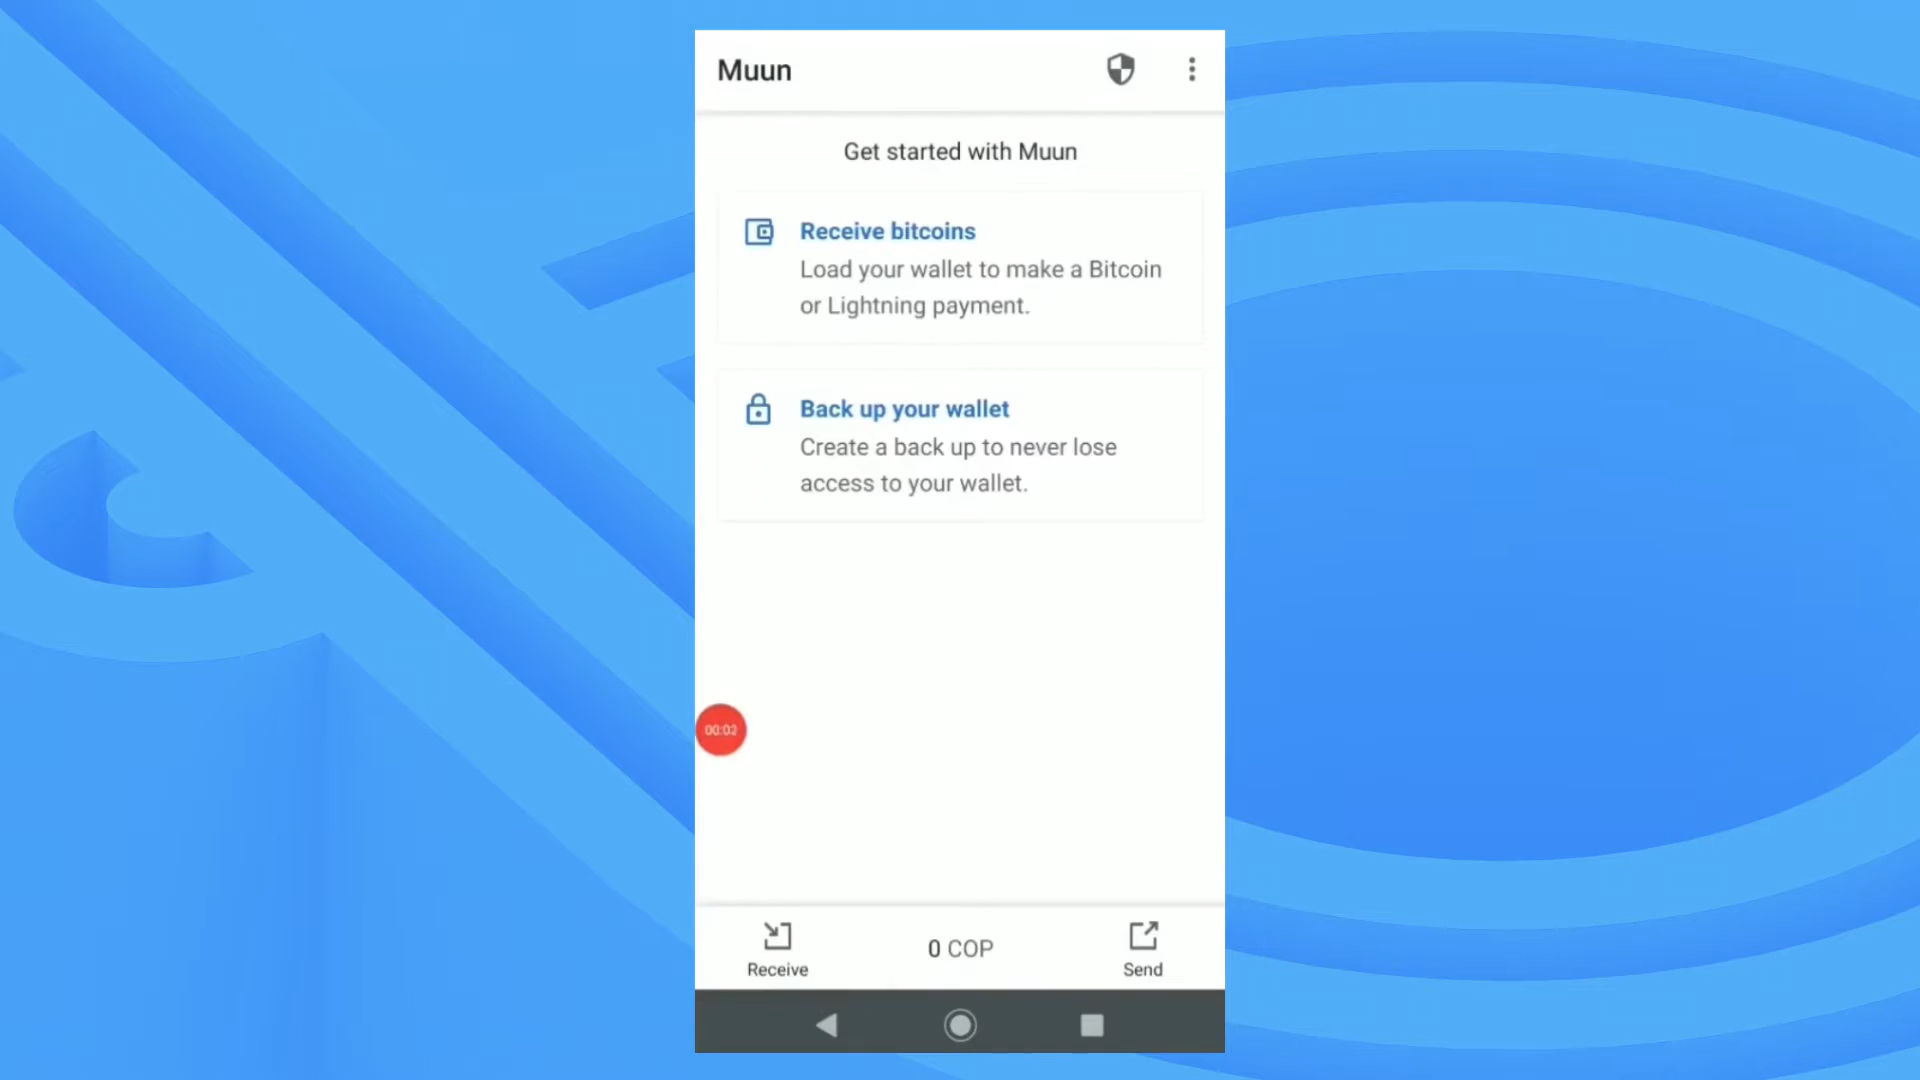 Muun
Get started with Muun
Receive bitcoins
Load your wallet to make a Bitcoin
or Lightning payment.
Back up your wallet
Create a back up to never lose
access to your wallet.
00:02
0 COP
Receive
Send